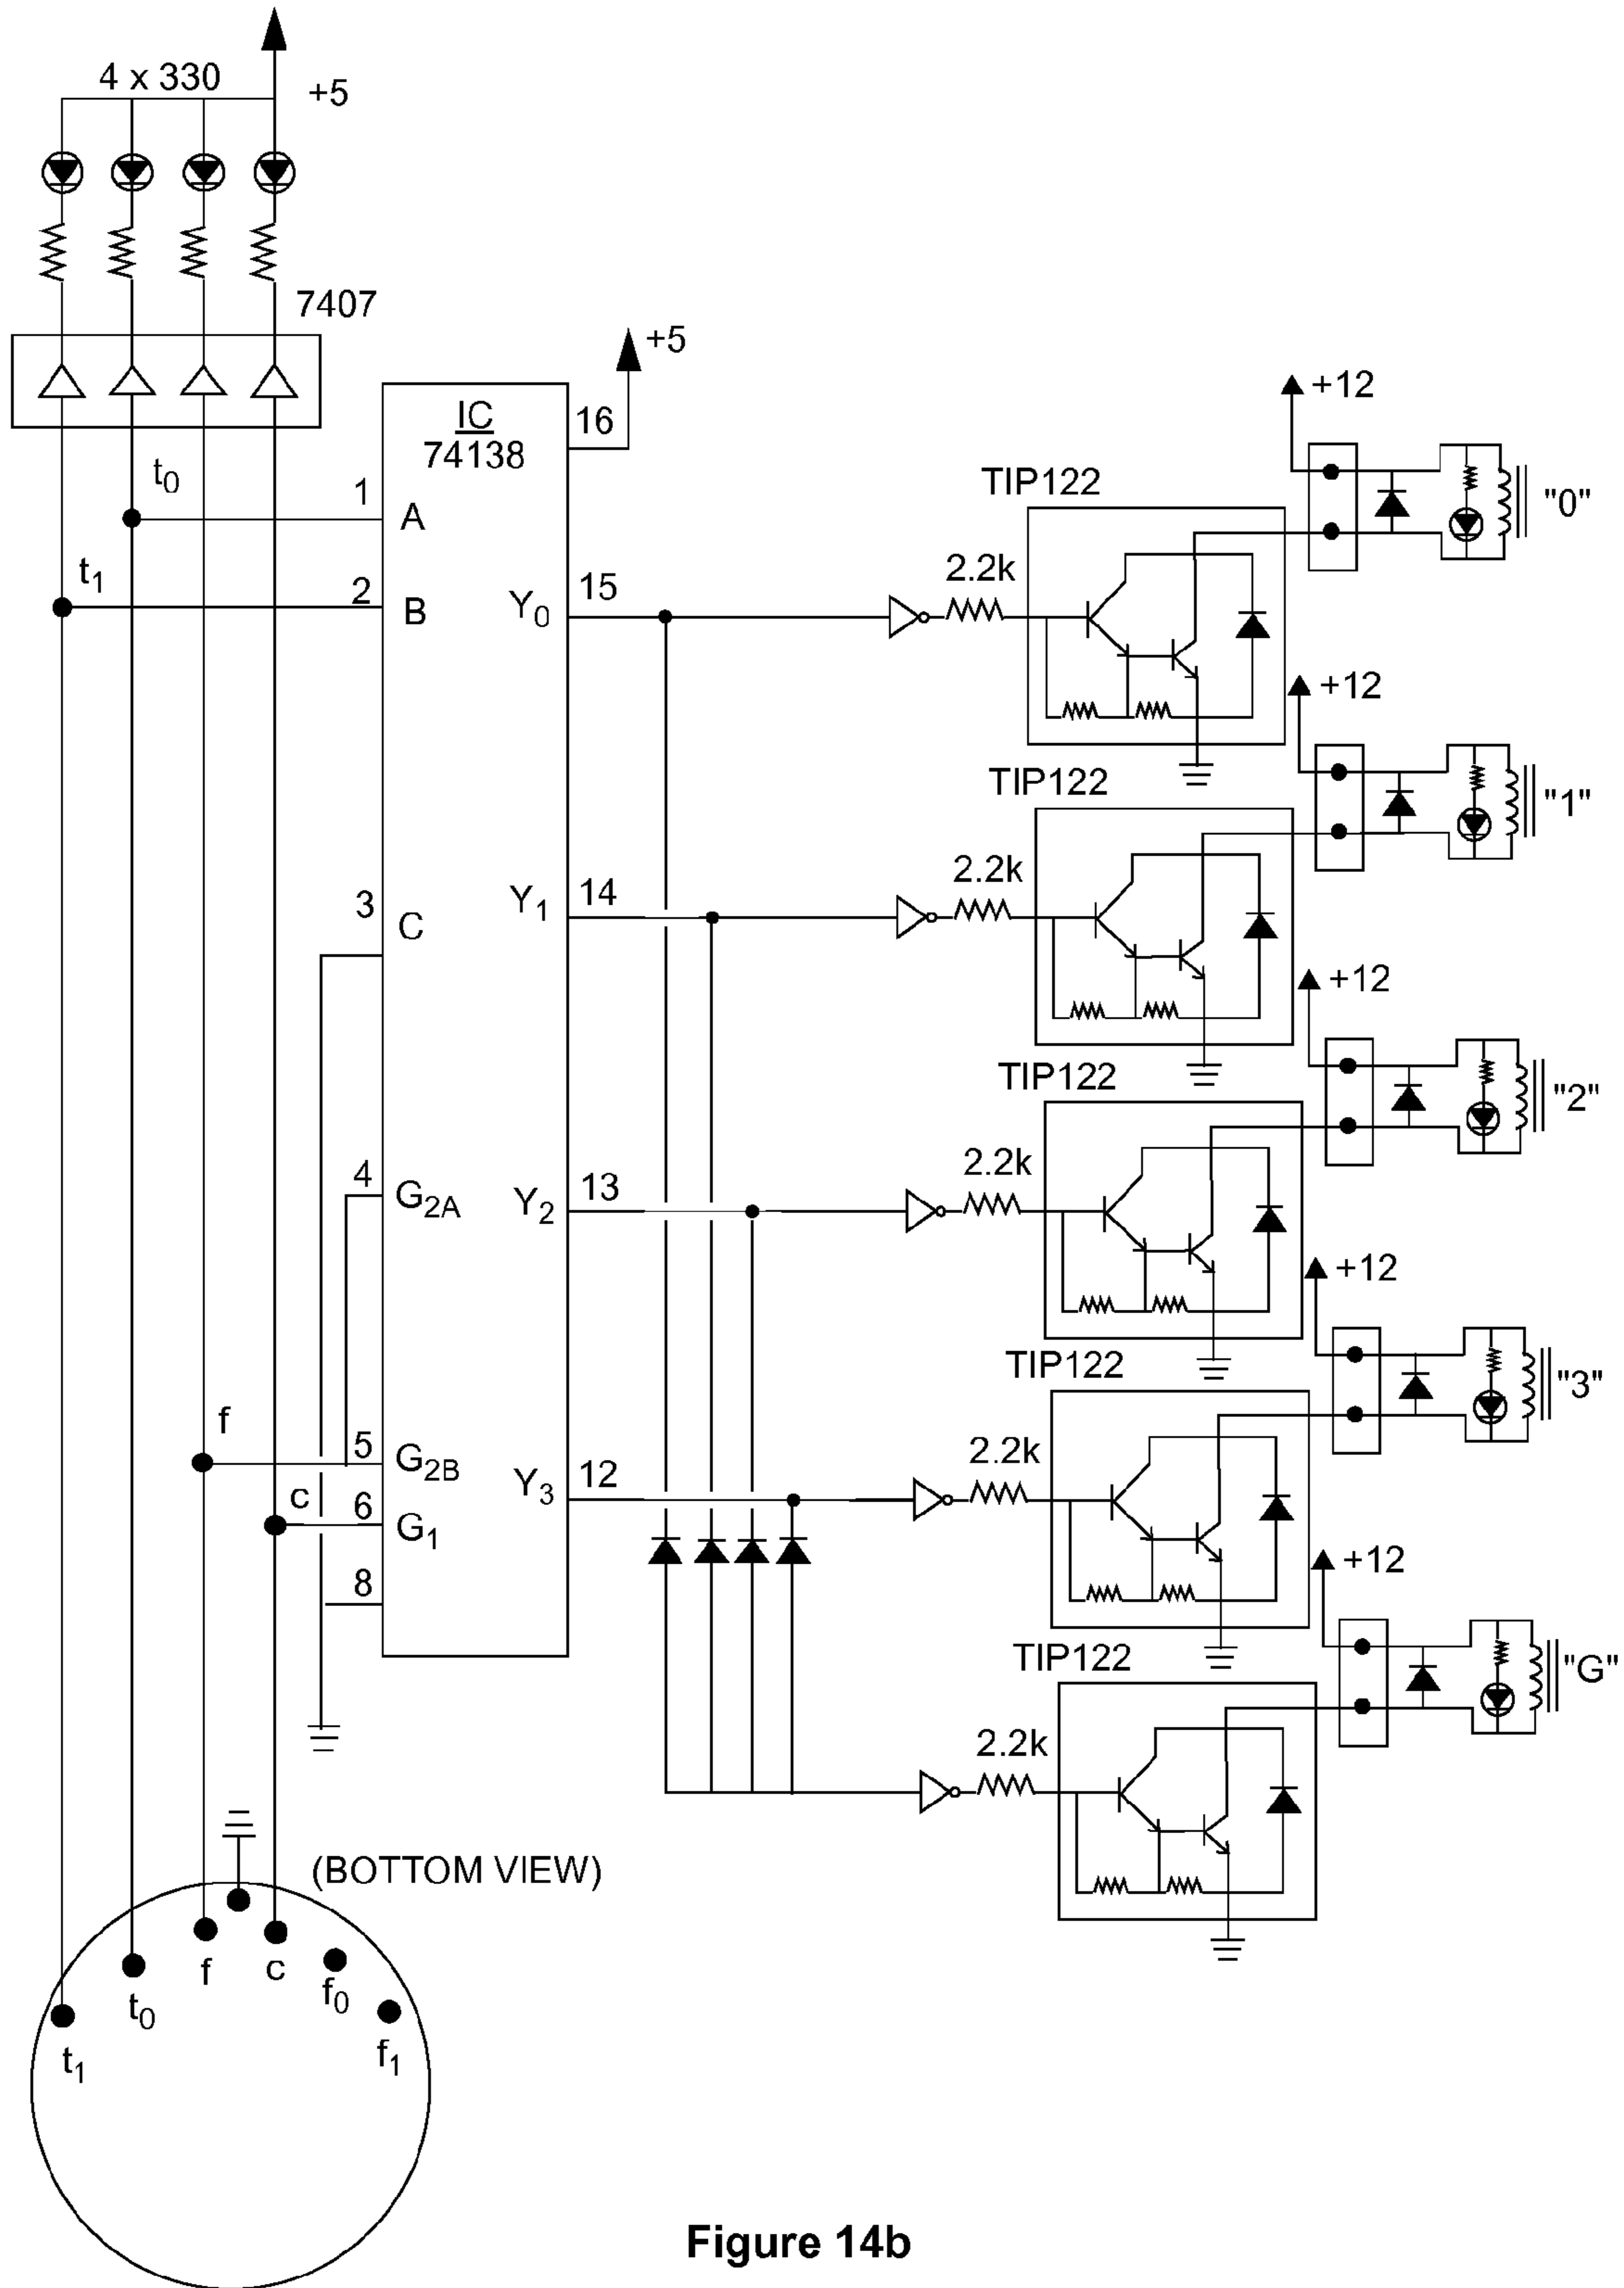 4 x 330
+5
7407
+5
IC
74138
16
+12
"0"
TIP122
t₀
1
A
t₁
2
B
15
Y₀
2.2k
+12
"1"
TIP122
3
C
14
Y₁
2.2k
+12
"2"
TIP122
4
G₂A
13
Y₂
2.2k
+12
"3"
TIP122
f
5
G₂B
12
Y₃
2.2k
c
6
G₁
8
+12
"G"
TIP122
2.2k
(BOTTOM VIEW)
t₁
t₀
f
c
f₀
f₁
Figure 14b